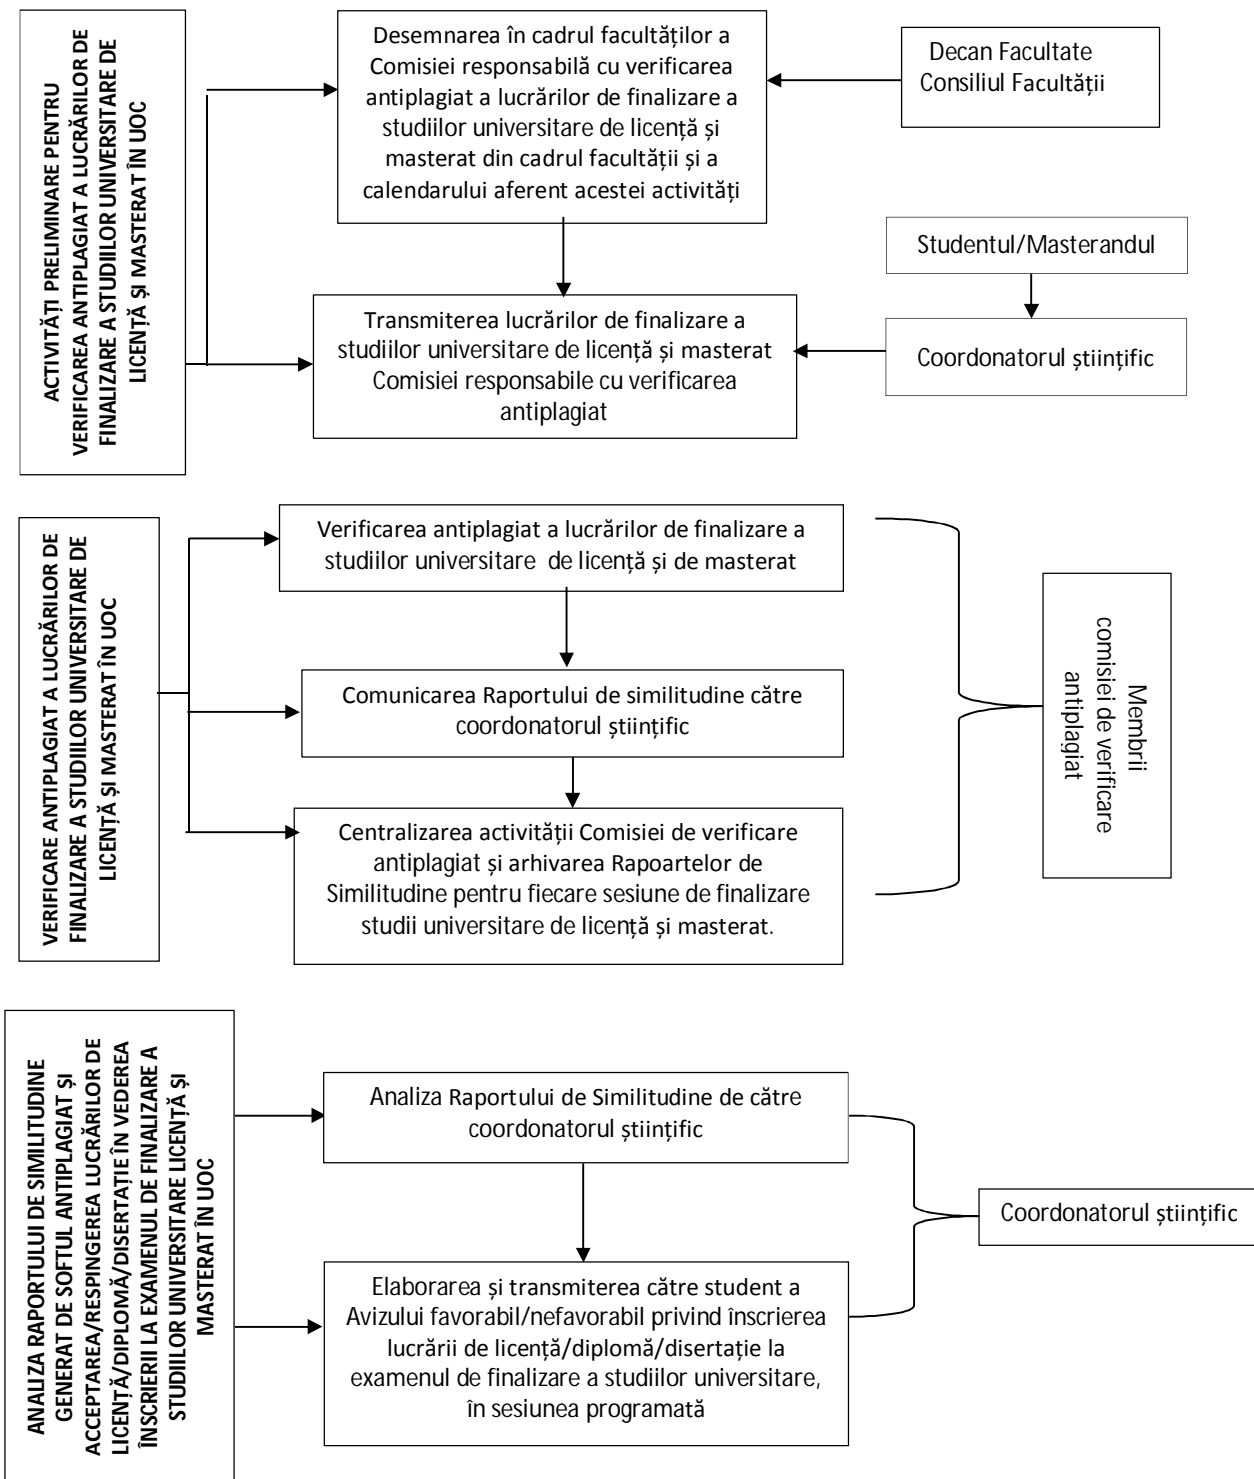 ACTIVITĂȚI PRELIMINARE PENTRU
VERIFICAREA ANTIPLAGIAT A LUCRĂRILOR DE
FINALIZARE A STUDIILOR UNIVERSITARE DE
LICENȚĂ ȘI MASTERAT ÎN UOC
Desemnarea în cadrul facultăților a
Comisiei responsabilă cu verificarea
antiplagiat a lucrărilor de finalizare a
studiilor universitare de licență și
masterat din cadrul facultății și a
calendarului aferent acestei activități
Decan Facultate
Consiliul Facultății
Studentul/Masterandul
Transmiterea lucrărilor de finalizare a
studiilor universitare de licență și masterat
Comisiei responsabile cu verificarea
antiplagiat
Coordonatorul științific
VERIFICARE ANTIPLAGIAT A LUCRĂRILOR DE
FINALIZARE A STUDIILOR UNIVERSITARE DE
LICENȚĂ ȘI MASTERAT ÎN UOC
Verificarea antiplagiat a lucrărilor de finalizare a
studiilor universitare de licență și de masterat
Comunicarea Raportului de similitudine către
coordonatorul științific
Centralizarea activității Comisiei de verificare
antiplagiat și arhivarea Rapoartelor de
Similitudine pentru fiecare sesiune de finalizare
studii universitare de licență și masterat.
Membrii
comisiei de verificare
antiplagiat
ANALIZA RAPORTULUI DE SIMILITUDINE
GENERAT DE SOFTUL ANTIPLAGIAT ȘI
ACCEPTAREA/RESPINGEREA LUCRĂRILOR DE
LICENȚĂ/DIPLOMĂ/DISERTAȚIE ÎN VEDEREA
ÎNSCRIERII LA EXAMENUL DE FINALIZARE A
STUDIILOR UNIVERSITARE LICENȚĂ ȘI
MASTERAT ÎN UOC
Analiza Raportului de Similitudine de către
coordonatorul științific
Coordonatorul științific
Elaborarea și transmiterea către student a
Avizului favorabil/nefavorabil privind înscrierea
lucrării de licență/diplomă/disertație la
examenul de finalizare a studiilor universitare,
în sesiunea programată